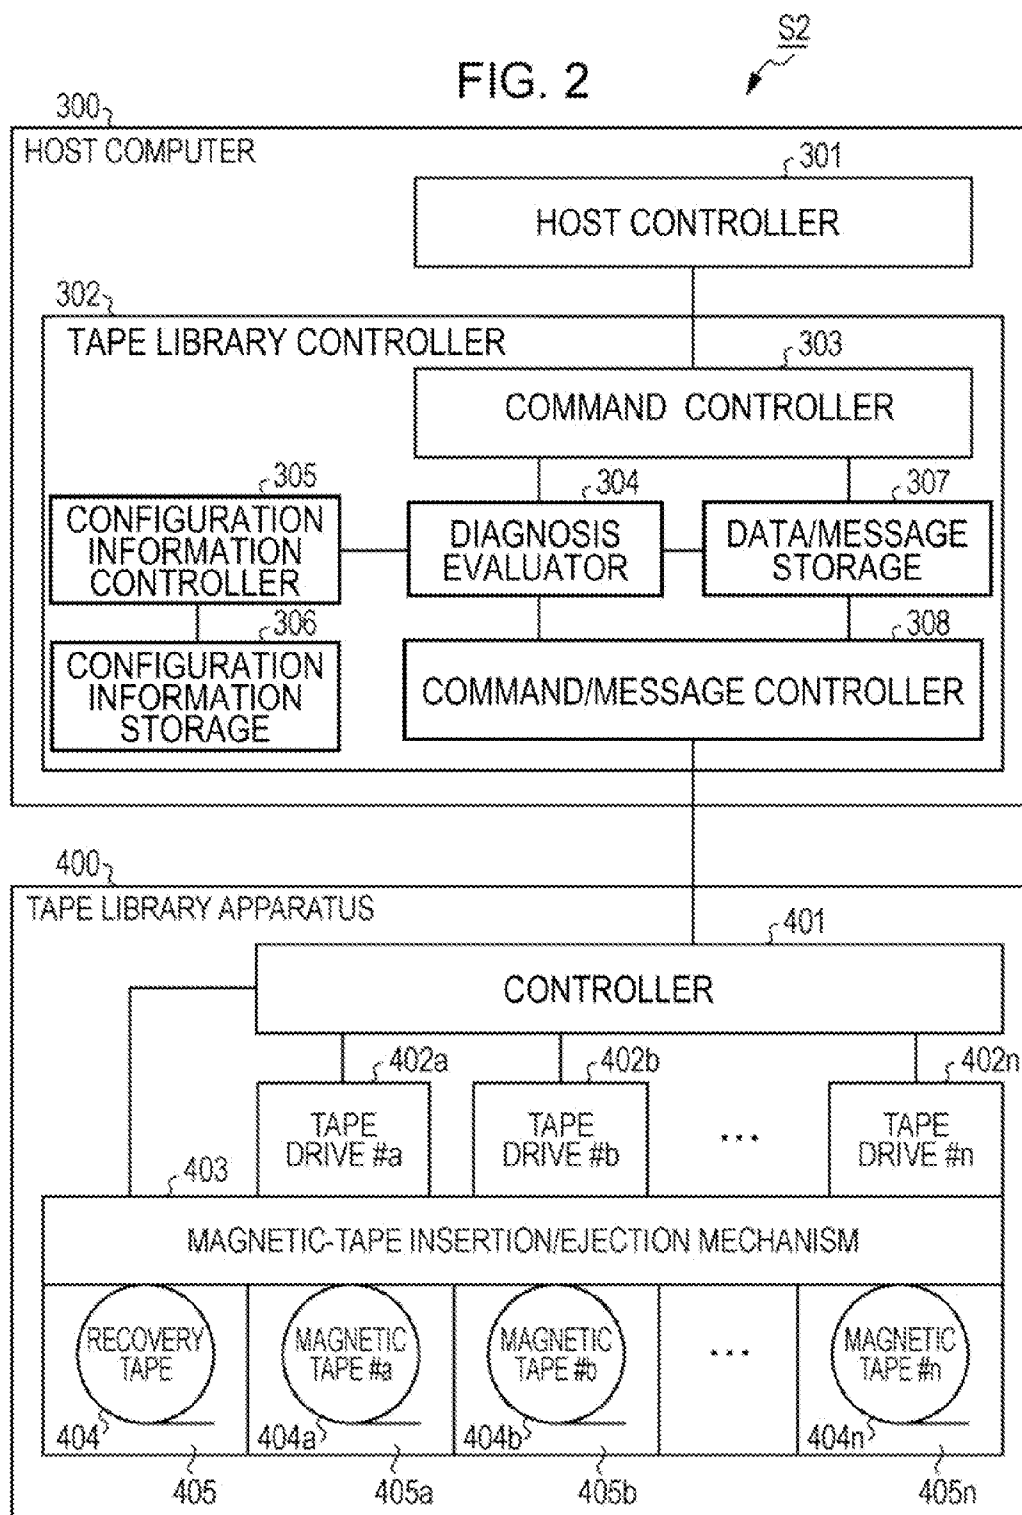 S2
FIG. 2
300
HOST COMPUTER
301
HOST CONTROLLER
302
TAPE LIBRARY CONTROLLER
303
COMMAND CONTROLLER
305
CONFIGURATION
INFORMATION
CONTROLLER
304
DIAGNOSIS
EVALUATOR
307
DATA/MESSAGE
STORAGE
306
CONFIGURATION
INFORMATION
STORAGE
308
COMMAND/MESSAGE CONTROLLER
400
TAPE LIBRARY APPARATUS
401
CONTROLLER
402a
TAPE
DRIVE #a
402b
TAPE
DRIVE #b
...
402n
TAPE
DRIVE #n
403
MAGNETIC-TAPE INSERTION/EJECTION MECHANISM
RECOVERY
TAPE
MAGNETIC
TAPE #a
MAGNETIC
TAPE #b
...
MAGNETIC
TAPE #n
404
404a
404b
404n
405
405a
405b
405n